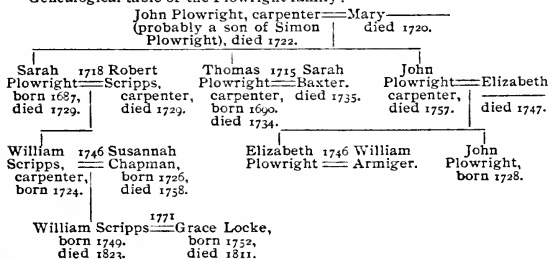 Genealogical table of the Plowright family:
John Plowright, carpenter Mary
(probably a son of Simon died 1720.
Plowright), died 1722.
Sarah 1718 Robert Thomas 1715 Sarah John
Plowright Scripps, Plowright Baxter. Plowright Elizabeth
born 1687, carpenter, carpenter, died 1735. carpenter,
died 1729. died 1729. born 1690. died 1757. died 1747.
died 1734.
William 1746 Susannah Elizabeth 1746 William John
Scripps, Chapman, Plowright Armiger. Plowright,
carpenter, born 1726, born 1728.
born 1724. died 1758.
1771
William Scripps Grace Locke,
born 1749. born 1752,
died 1823. died 1811.